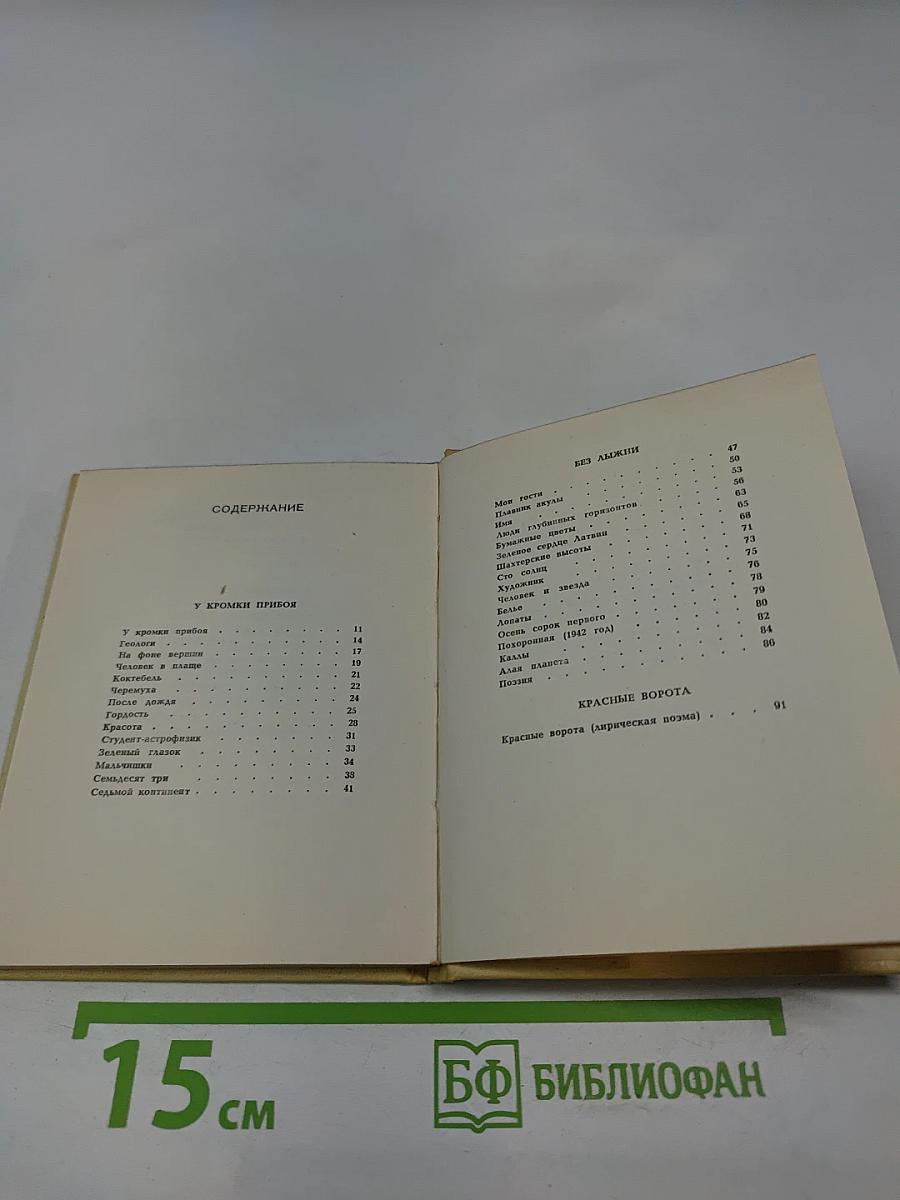 СОДЕРЖАНИЕ
У КРОМКИ ПРИБОЯ
У кромки прибоя . . . . . . . . 11
Геологи . . . . . . . . . . 14
На фоне вершин . . . . . . . . 17
Человек в плаще . . . . . . . . 19
Коктебель . . . . . . . . . 21
Черемуха . . . . . . . . . 22
После дождя . . . . . . . . 24
Гордость . . . . . . . . . 25
Красота . . . . . . . . . . 28
Студент-астрофизик . . . . . . . 31
Зеленый глазок . . . . . . . . 33
Мальчишки . . . . . . . . 34
Семьдесят три . . . . . . . . 38
Седьмой континент . . . . . . . . 41
БЕЗ ЛЫЖНИ
Мои гости . . . . . . . . . 47
Плавник акулы . . . . . . . . 50
Имя . . . . . . . . . . 53
Люди глубинных горизонтов . . . . . 56
Бумажные цветы . . . . . . . . 63
Зеленое сердце Латвии . . . . . . 65
Шахтерские высоты . . . . . . . 68
Сто солнц . . . . . . . . . 71
Художник . . . . . . . . . 73
Человек и звезда . . . . . . . . 75
Белье . . . . . . . . . . 76
Лопаты . . . . . . . . . . 78
Осень сорок первого . . . . . . . 79
Похоронная (1942 год) . . . . . . . 80
Каллы . . . . . . . . . . 82
Алая планета . . . . . . . . . 84
Поэзия . . . . . . . . . . 86
КРАСНЫЕ ВОРОТА
Красные ворота (лирическая поэма) . . . . 91
15 см
БФ БИБЛИОФАН